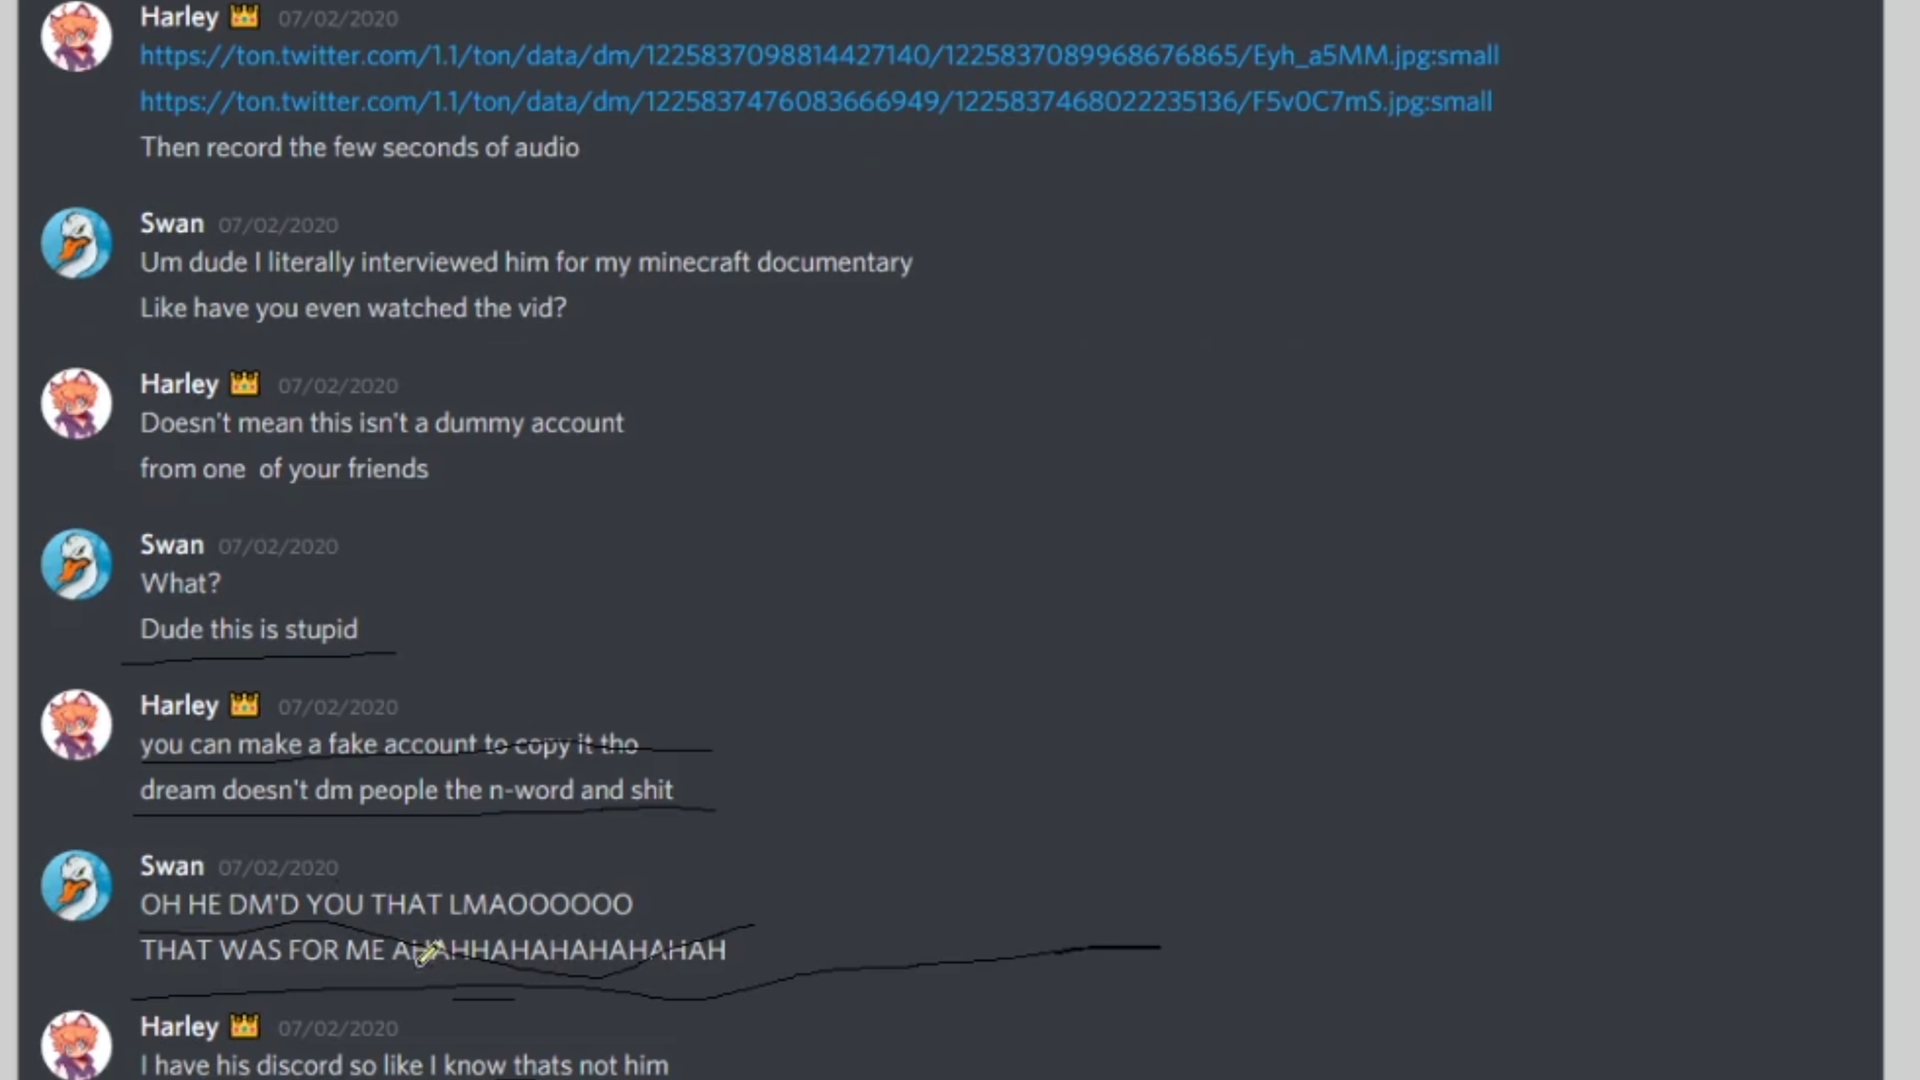 Harley 👑 07/02/2020
https://ton.twitter.com/1.1/ton/data/dm/1225837098814427140/1225837089968676865/Eyh_a5MM.jpg:small
https://ton.twitter.com/1.1/ton/data/dm/1225837476083666949/1225837468022235136/F5v0C7mS.jpg:small
Then record the few seconds of audio
Swan 07/02/2020
Um dude I literally interviewed him for my minecraft documentary
Like have you even watched the vid?
Harley 👑 07/02/2020
Doesn't mean this isn't a dummy account
from one  of your friends
Swan 07/02/2020
What?
Dude this is stupid
Harley 👑 07/02/2020
you can make a fake account to copy it tho
dream doesn't dm people the n-word and shit
Swan 07/02/2020
OH HE DM'D YOU THAT LMAOOOOOO
THAT WAS FOR ME AHAHHAHAHAHAHAHAH
Harley 👑 07/02/2020
I have his discord so like I know thats not him